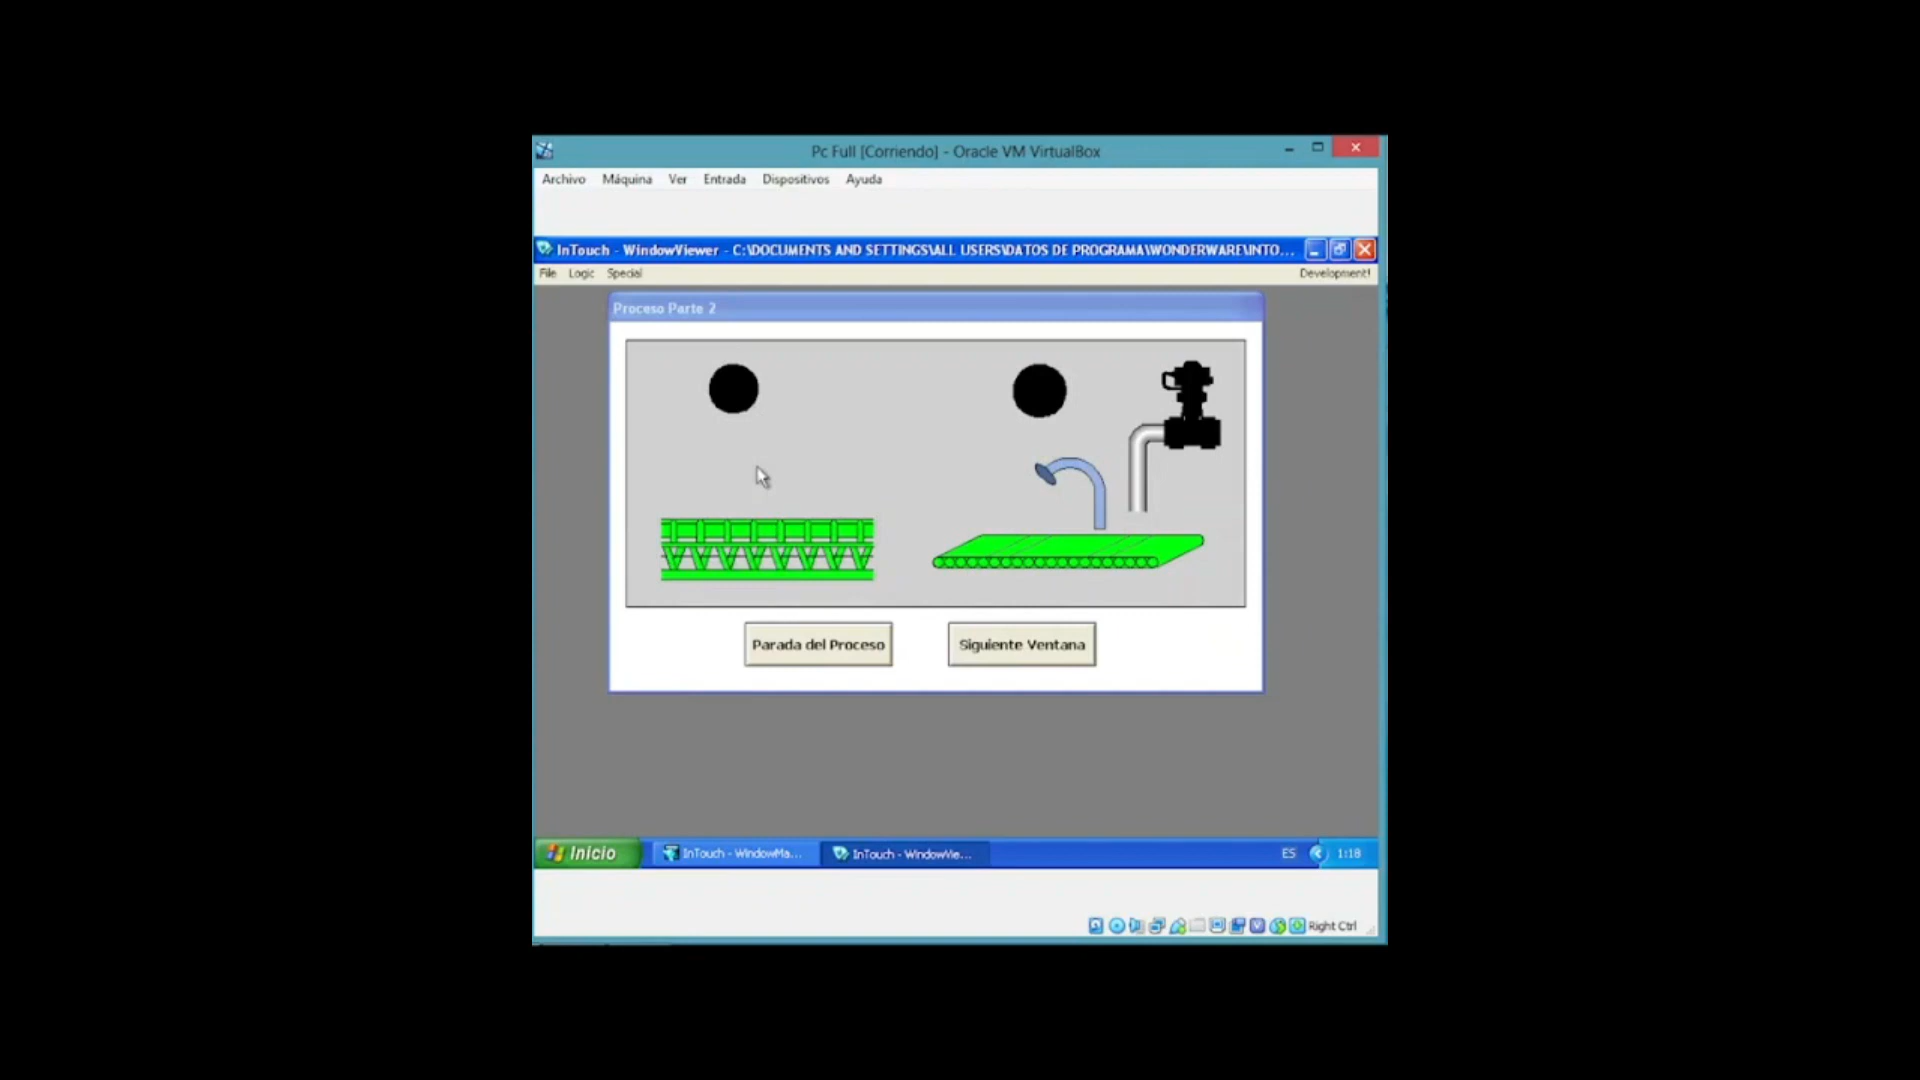 Pc Full [Corriendo] - Oracle VM VirtualBox
Archivo Máquina Ver Entrada Dispositivos Ayuda
InTouch - WindowViewer - C:\DOCUMENTS AND SETTINGS\ALL USERS\DATOS DE PROGRAMA\WONDERWARE\INTO...
File Logic Special Development!
Proceso Parte 2
Parada del Proceso
Siguiente Ventana
Inicio
InTouch - WindowMa...
InTouch - WindowVie...
ES
1:18
Right Ctrl